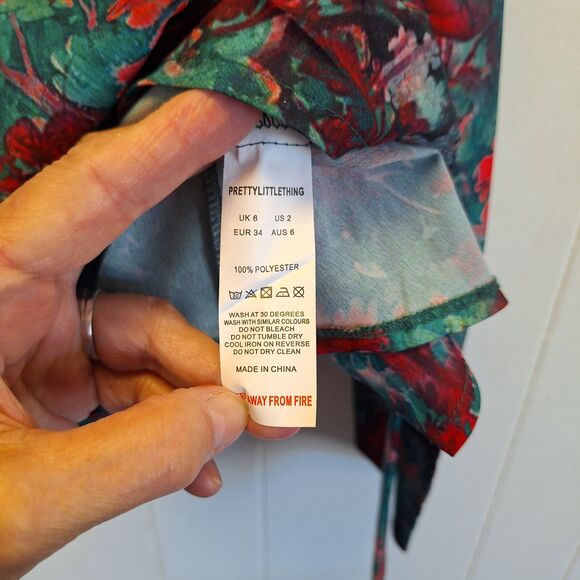 PRETTYLITTLETHING
UK 6 US 2
EUR 34 AUS 6
100% POLYESTER
WASH AT 30 DEGREES
WASH WITH SIMILAR COLOURS
DO NOT BLEACH
DO NOT TUMBLE DRY
COOL IRON ON REVERSE
DO NOT DRY CLEAN
MADE IN CHINA
AWAY FROM FIRE